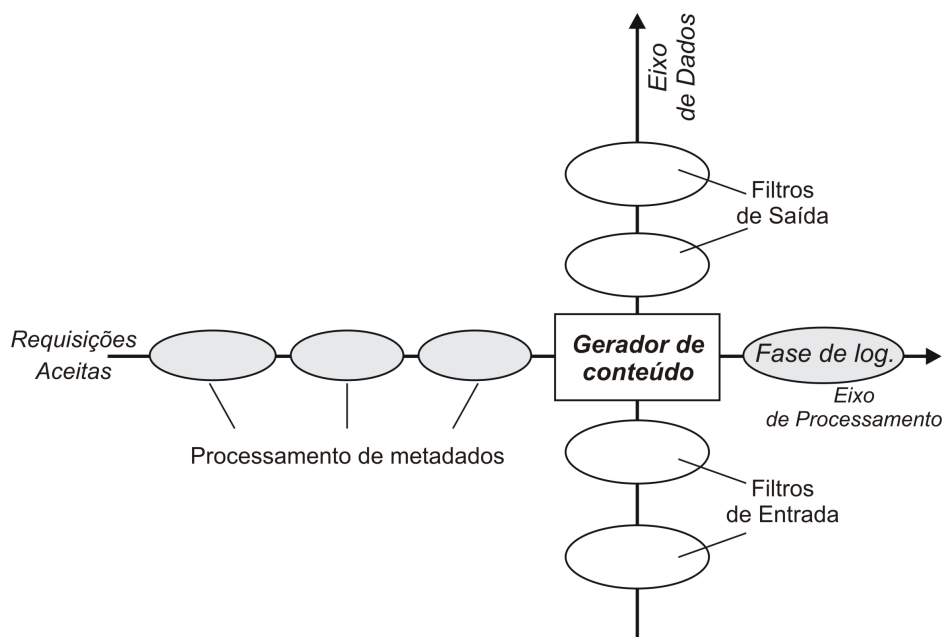 Eixo
de Dados
Filtros
de Saída
Requisições
Aceitas
Gerador de
conteúdo
Fase de log.
Eixo
de Processamento
Processamento de metadados
Filtros
de Entrada